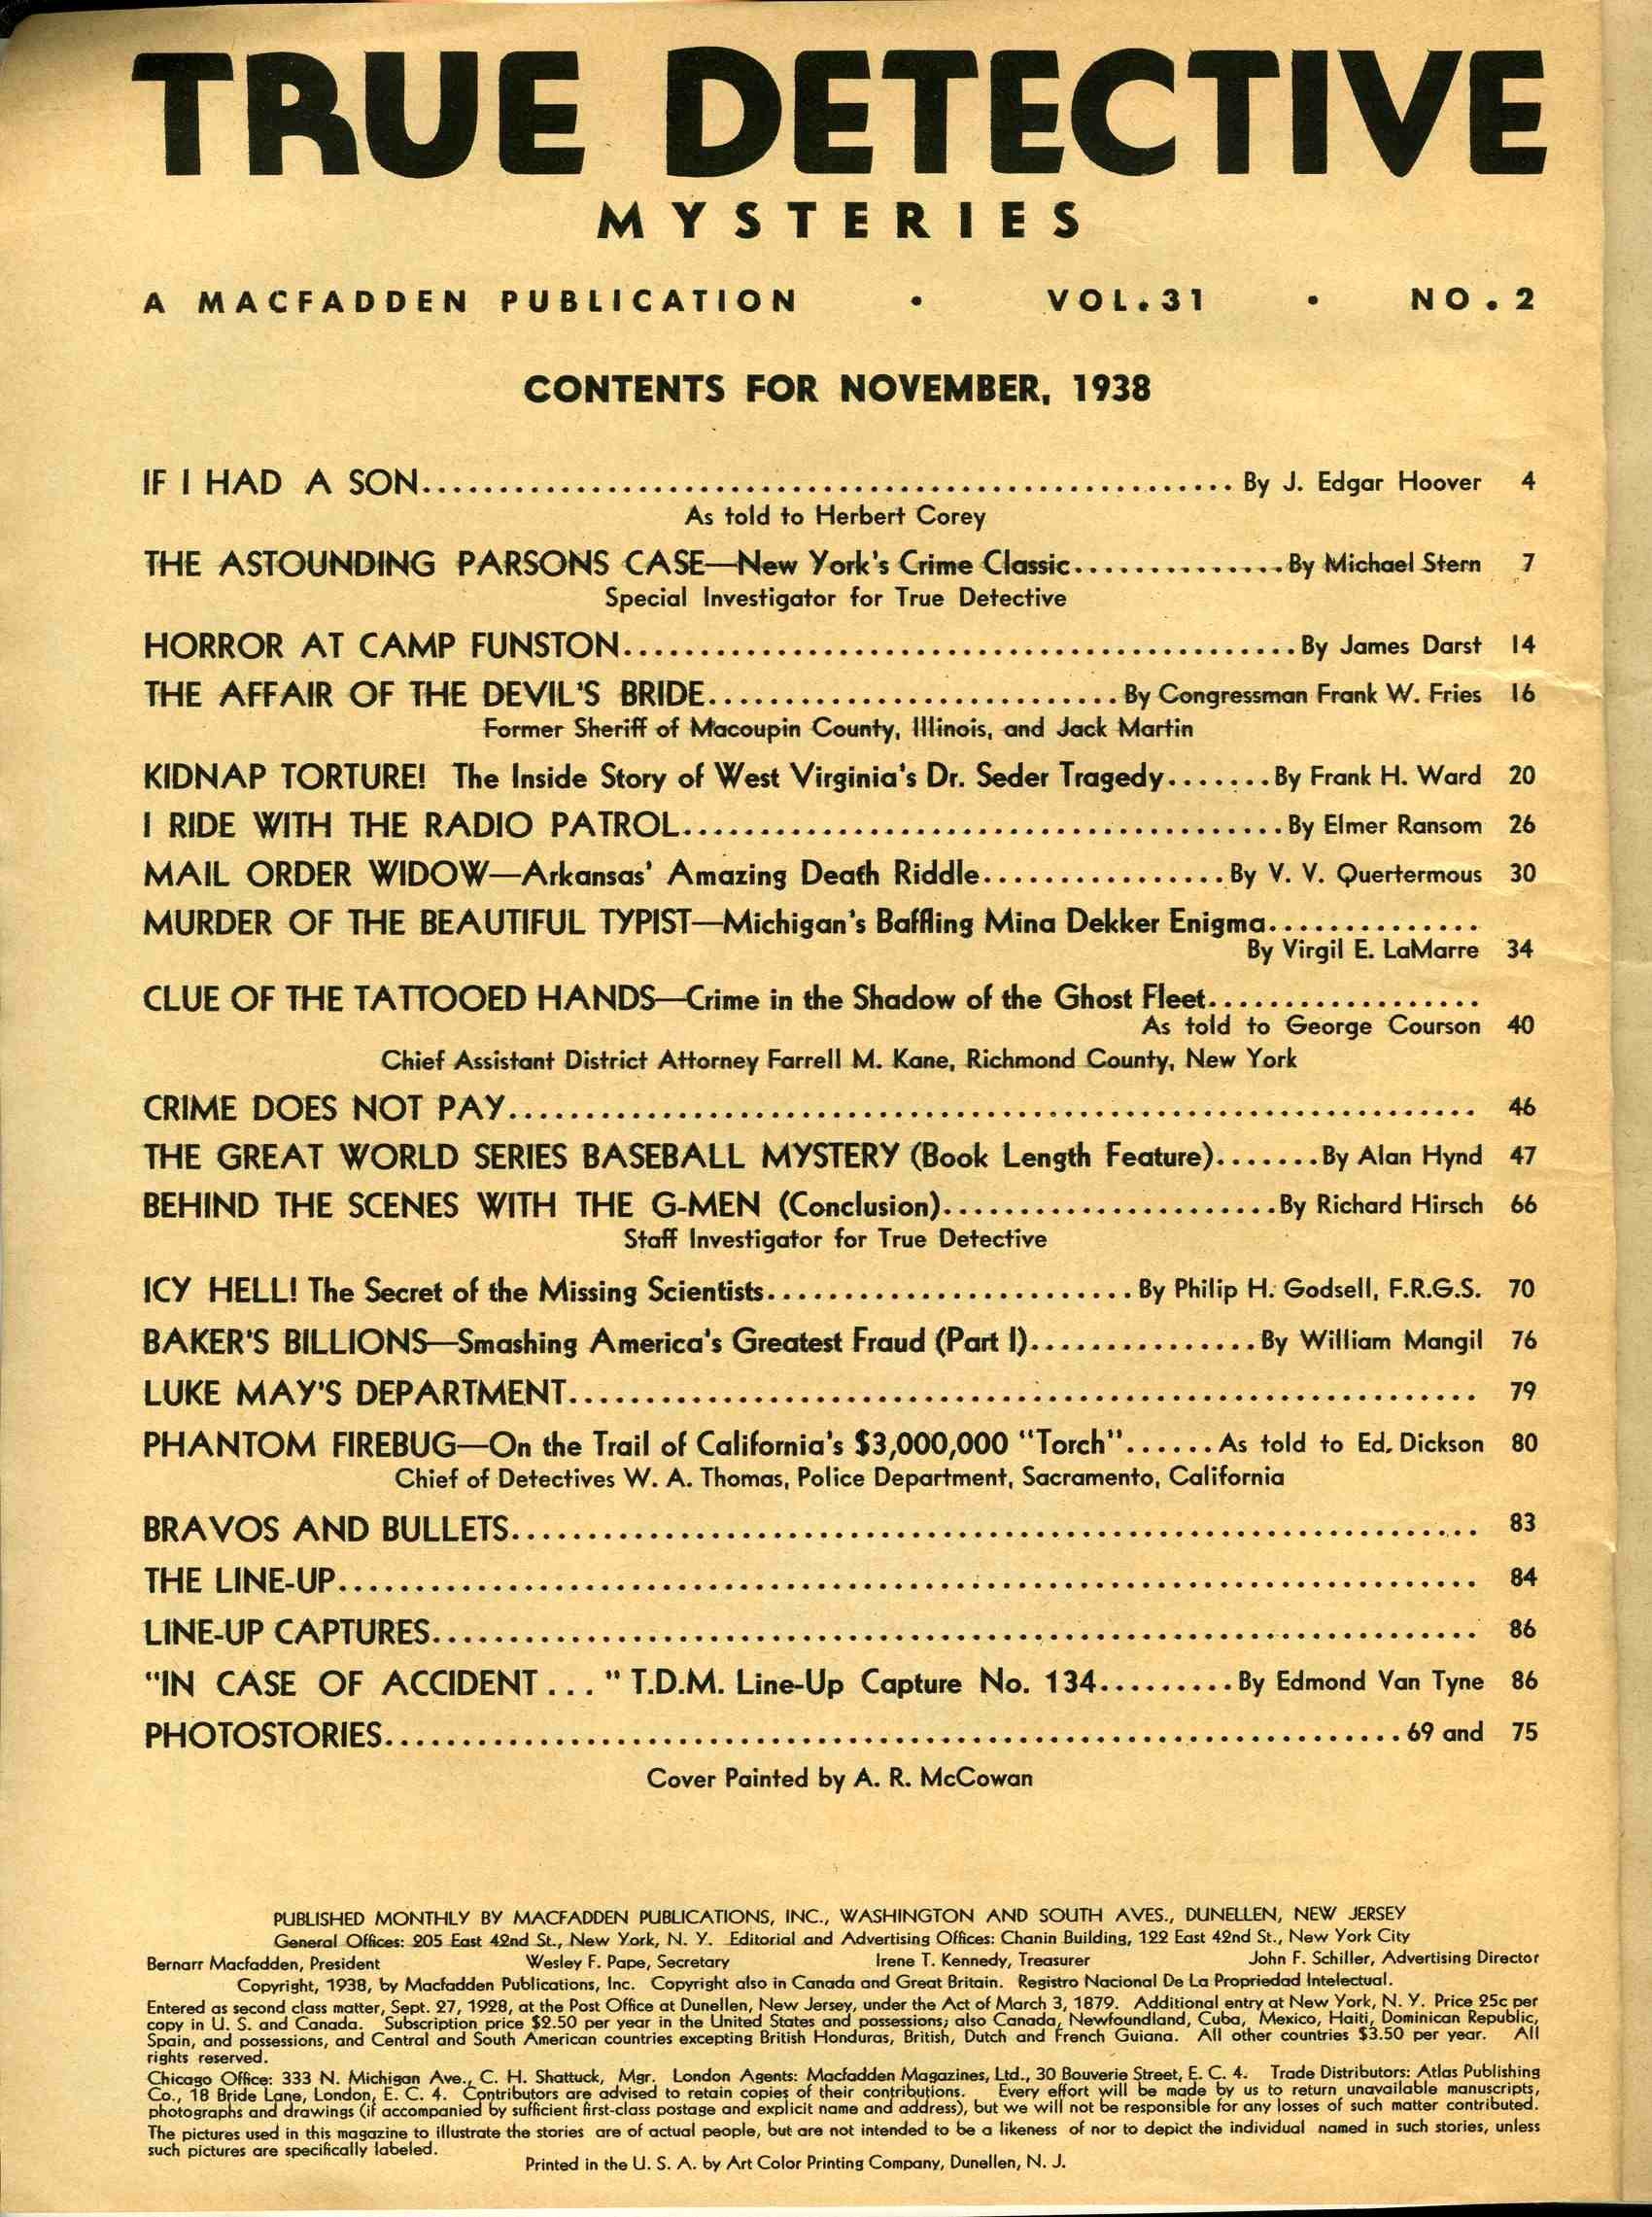 TRUE DETECTIVE
MYSTERIES
A MACFADDEN PUBLICATION • VOL. 31 • NO. 2
CONTENTS FOR NOVEMBER, 1938
IF I HAD A SON.......... By J. Edgar Hoover 4
As told to Herbert Corey
THE ASTOUNDING PARSONS CASE—New York's Crime Classic.......... By Michael Stern 7
Special Investigator for True Detective
HORROR AT CAMP FUNSTON.......... By James Darst 14
THE AFFAIR OF THE DEVIL'S BRIDE.......... By Congressman Frank W. Fries 16
Former Sheriff of Macoupin County, Illinois, and Jack Martin
KIDNAP TORTURE! The Inside Story of West Virginia's Dr. Seder Tragedy....... By Frank H. Ward 20
I RIDE WITH THE RADIO PATROL.......... By Elmer Ransom 26
MAIL ORDER WIDOW—Arkansas' Amazing Death Riddle.......... By V. V. Quertermous 30
MURDER OF THE BEAUTIFUL TYPIST—Michigan's Baffling Mina Dekker Enigma..........
By Virgil E. LaMarre 34
CLUE OF THE TATTOOED HANDS—Crime in the Shadow of the Ghost Fleet..........
As told to George Courson 40
Chief Assistant District Attorney Farrell M. Kane, Richmond County, New York
CRIME DOES NOT PAY.......... 46
THE GREAT WORLD SERIES BASEBALL MYSTERY (Book Length Feature)....... By Alan Hynd 47
BEHIND THE SCENES WITH THE G-MEN (Conclusion).......... By Richard Hirsch 66
Staff Investigator for True Detective
ICY HELL! The Secret of the Missing Scientists.......... By Philip H. Godsell, F.R.G.S. 70
BAKER'S BILLIONS—Smashing America's Greatest Fraud (Part I).......... By William Mangil 76
LUKE MAY'S DEPARTMENT.......... 79
PHANTOM FIREBUG—On the Trail of California's $3,000,000 "Torch"...... As told to Ed. Dickson 80
Chief of Detectives W. A. Thomas, Police Department, Sacramento, California
BRAVOS AND BULLETS.......... 83
THE LINE-UP.......... 84
LINE-UP CAPTURES.......... 86
"IN CASE OF ACCIDENT . . . " T.D.M. Line-Up Capture No. 134......... By Edmond Van Tyne 86
PHOTOSTORIES.......... 69 and 75
Cover Painted by A. R. McCowan
PUBLISHED MONTHLY BY MACFADDEN PUBLICATIONS, INC., WASHINGTON AND SOUTH AVES., DUNELLEN, NEW JERSEY
General Offices: 205 East 42nd St., New York, N. Y. Editorial and Advertising Offices: Chanin Building, 122 East 42nd St., New York City
Bernarr Macfadden, President Wesley F. Pape, Secretary Irene T. Kennedy, Treasurer John F. Schiller, Advertising Director
Copyright, 1938, by Macfadden Publications, Inc. Copyright also in Canada and Great Britain. Registro Nacional De La Propriedad Intelectual.
Entered as second class matter, Sept. 27, 1928, at the Post Office at Dunellen, New Jersey, under the Act of March 3, 1879. Additional entry at New York, N. Y. Price 25c per
copy in U. S. and Canada. Subscription price $2.50 per year in the United States and possessions; also Canada, Newfoundland, Cuba, Mexico, Haiti, Dominican Republic,
Spain, and possessions, and Central and South American countries excepting British Honduras, British, Dutch and French Guiana. All other countries $3.50 per year. All
rights reserved.
Chicago Office: 333 N. Michigan Ave., C. H. Shattuck, Mgr. London Agents: Macfadden Magazines, Ltd., 30 Bouverie Street, E. C. 4. Trade Distributors: Atlas Publishing
Co., 18 Bride Lane, London, E. C. 4. Contributors are advised to retain copies of their contributions. Every effort will be made by us to return unavailable manuscripts,
photographs and drawings (if accompanied by sufficient first-class postage and explicit name and address), but we will not be responsible for any losses of such matter contributed.
The pictures used in this magazine to illustrate the stories are of actual people, but are not intended to be a likeness of nor to depict the individual named in such stories, unless
such pictures are specifically labeled.
Printed in the U. S. A. by Art Color Printing Company, Dunellen, N. J.